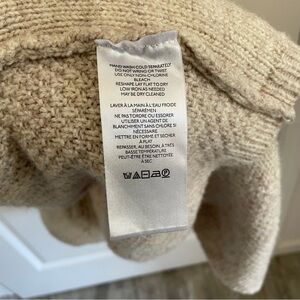 HAND WASH COLD SEPARATELY
DO NOT WRING OR TWIST
USE ONLY NON-CHLORINE
BLEACH
RESHAPE LAY FLAT TO DRY
LOW IRON AS NEEDED
MAY BE DRY CLEANED
LAVER À LA MAIN À L'EAU FROIDE
SÉPARÉMEN
NE PAS TORDRE OU ESSORER
UTILISER UN AGENT DE
BLANCHIMENT SANS CHLORE SI
NÉCESSAIRE
METTRE EN FORME ET SÉCHER
À PLAT
REPASSER, AU BESOIN, À TRÈS
BASSE TEMPÉRATURE
PEUT-ÊTRE ÊTRE NETTOYÉE
À SEC